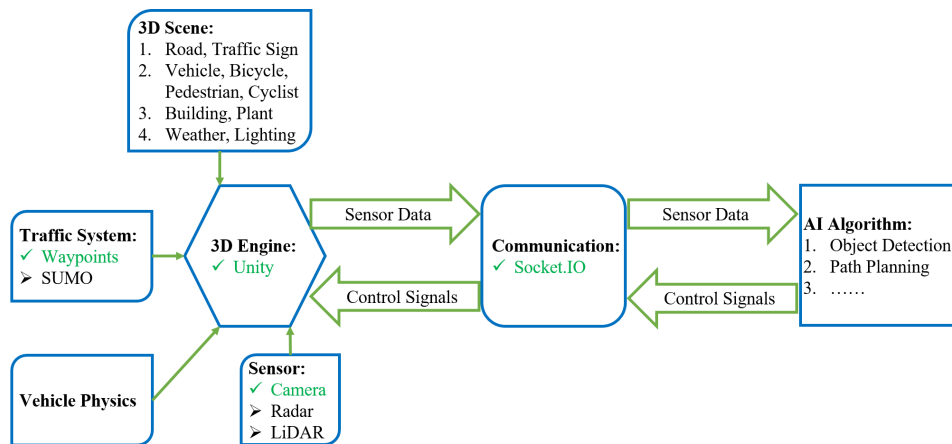 3D Scene:
1. Road, Traffic Sign
2. Vehicle, Bicycle,
Pedestrian, Cyclist
3. Building, Plant
4. Weather, Lighting
Traffic System:
✓ Waypoints
➢ SUMO
Vehicle Physics
3D Engine:
✓ Unity
Sensor:
✓ Camera
➢ Radar
➢ LiDAR
Sensor Data
Control Signals
Communication:
✓ Socket.IO
Sensor Data
Control Signals
AI Algorithm:
1. Object Detection
2. Path Planning
3. ……